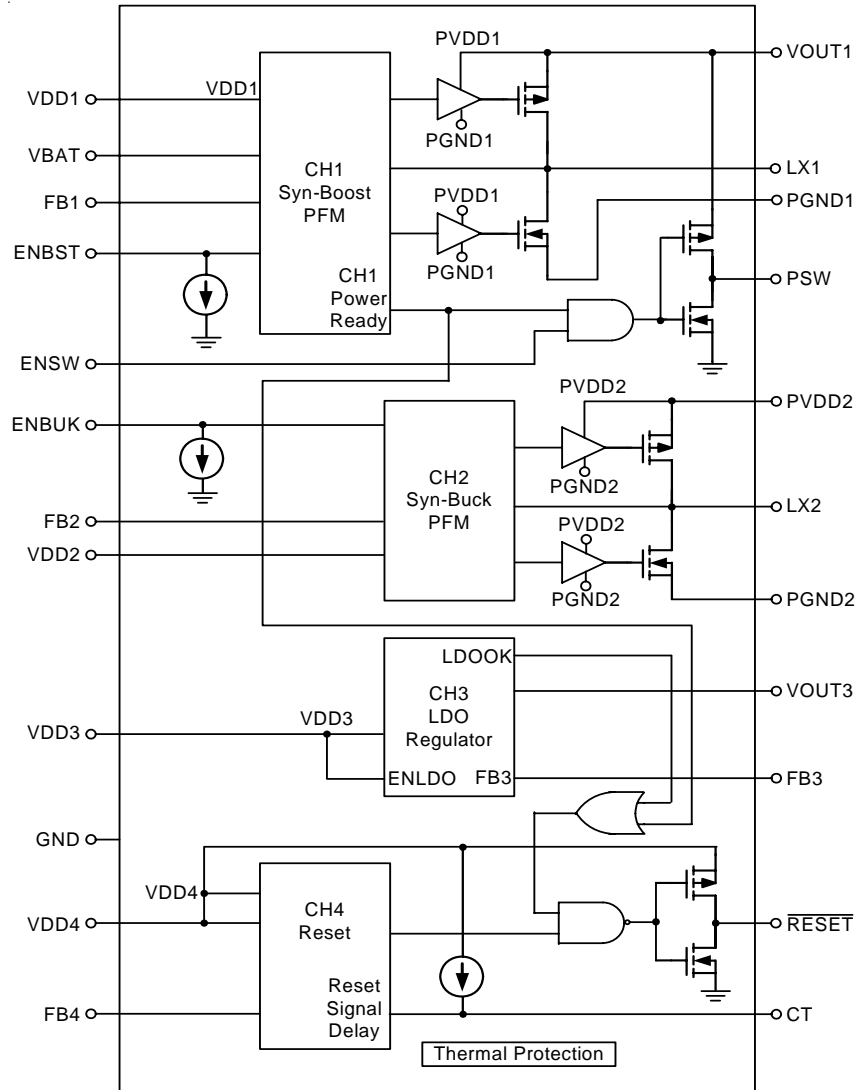 PVDD1
VOUT1
VDD1
VDD1
PGND1
VBAT
CH1
Syn-Boost
PFM
LX1
FB1
PVDD1
PGND1
ENBST
PGND1
CH1
Power
Ready
PSW
ENSW
PVDD2
PVDD2
ENBUK
CH2
Syn-Buck
PFM
PGND2
FB2
LX2
VDD2
PVDD2
PGND2
PGND2
LDOOK
CH3
LDO
Regulator
VOUT3
VDD3
VDD3
ENLDO
FB3
FB3
GND
VDD4
VDD4
CH4
Reset
RESET
FB4
Reset
Signal
Delay
CT
Thermal Protection